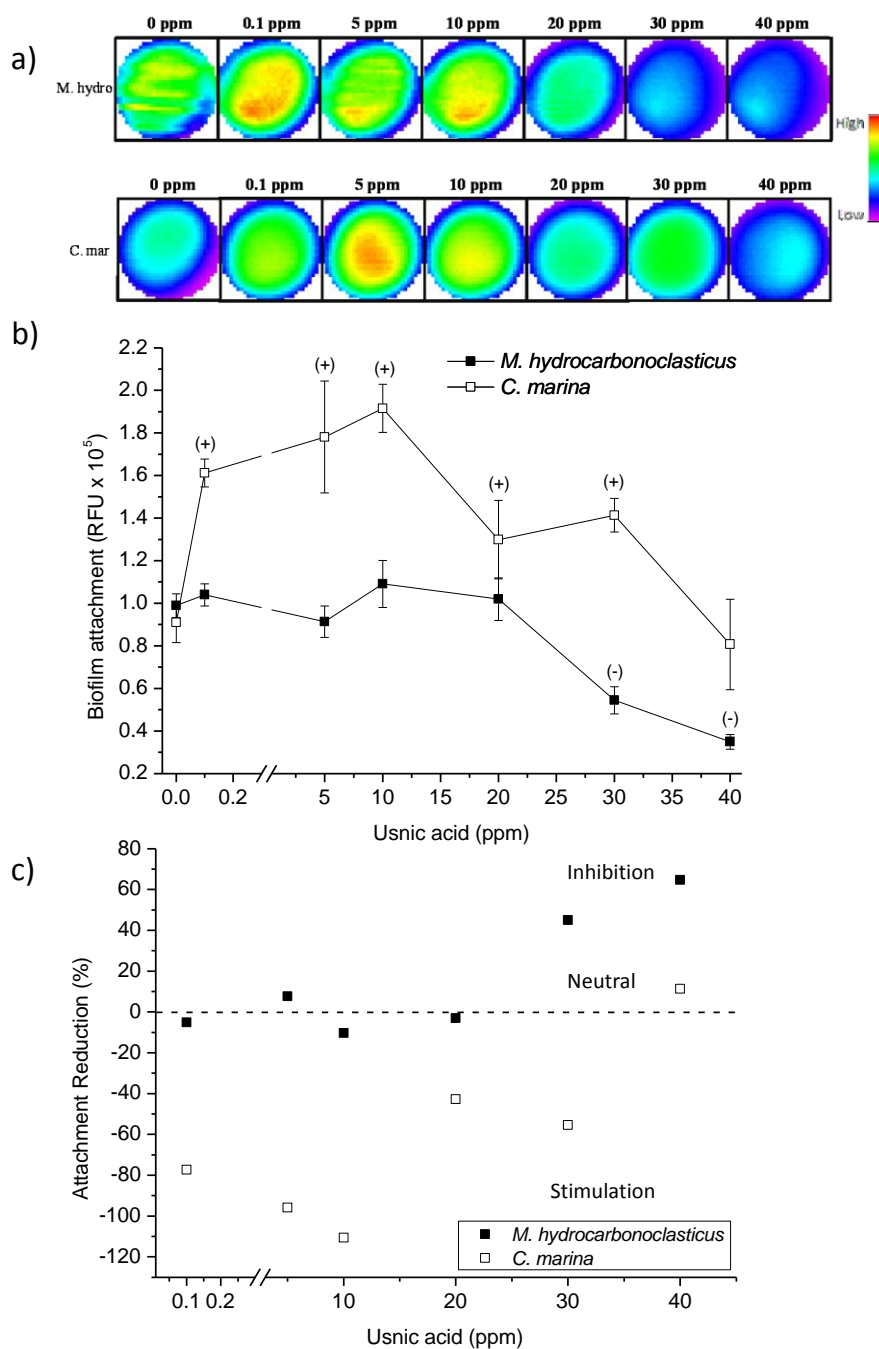 a)
0 ppm 0.1 ppm 5 ppm 10 ppm 20 ppm 30 ppm 40 ppm
M. hydro
High
Low
0 ppm 0.1 ppm 5 ppm 10 ppm 20 ppm 30 ppm 40 ppm
C. mar
b)
M. hydrocarbonoclasticus
C. marina
Biofilm attachment (RFU x 10^5)
2.2
2.0
1.8
1.6
1.4
1.2
1.0
0.8
0.6
0.4
0.2
(+)
(+)
(+)
(+)
(+)
(-)
(-)
0.0 0.2 5 10 15 20 25 30 35 40
Usnic acid (ppm)
c)
Attachment Reduction (%)
80
60
40
20
0
-20
-40
-60
-80
-100
-120
Inhibition
Neutral
Stimulation
M. hydrocarbonoclasticus
C. marina
0.1 0.2 10 20 30 40
Usnic acid (ppm)